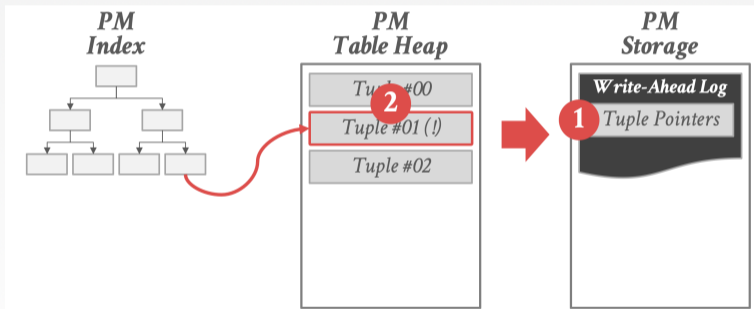 PM
Index
PM
Table Heap
Tuple #00
2
Tuple #01 (!)
Tuple #02
PM
Storage
Write-Ahead Log
1
Tuple Pointers